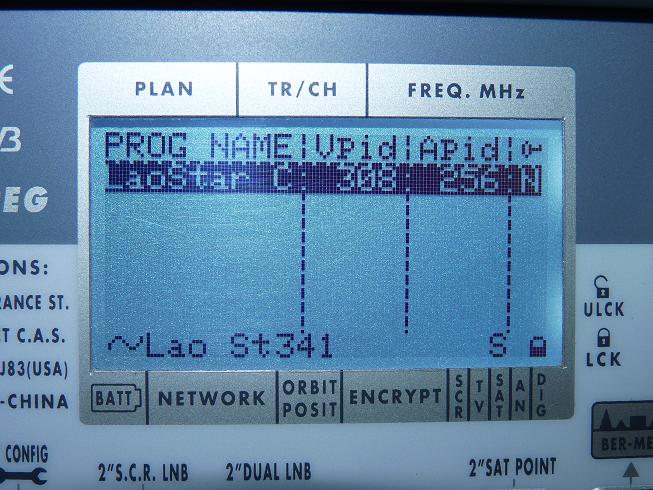 PLAN TR/CH FREQ. MHz
PROG NAME Vpid APid
LaoStar C 308 256 N
~Lao St341 S
BATT NETWORK ORBIT POSIT ENCRYPT SCR TV SAT AN DIG
EG
ONS:
RANCE ST.
T C.A.S.
J83(USA)
-CHINA
CONFIG
2"S.C.R. LNB 2"DUAL LNB 2"SAT POINT
ULCK
LCK
BER-ME